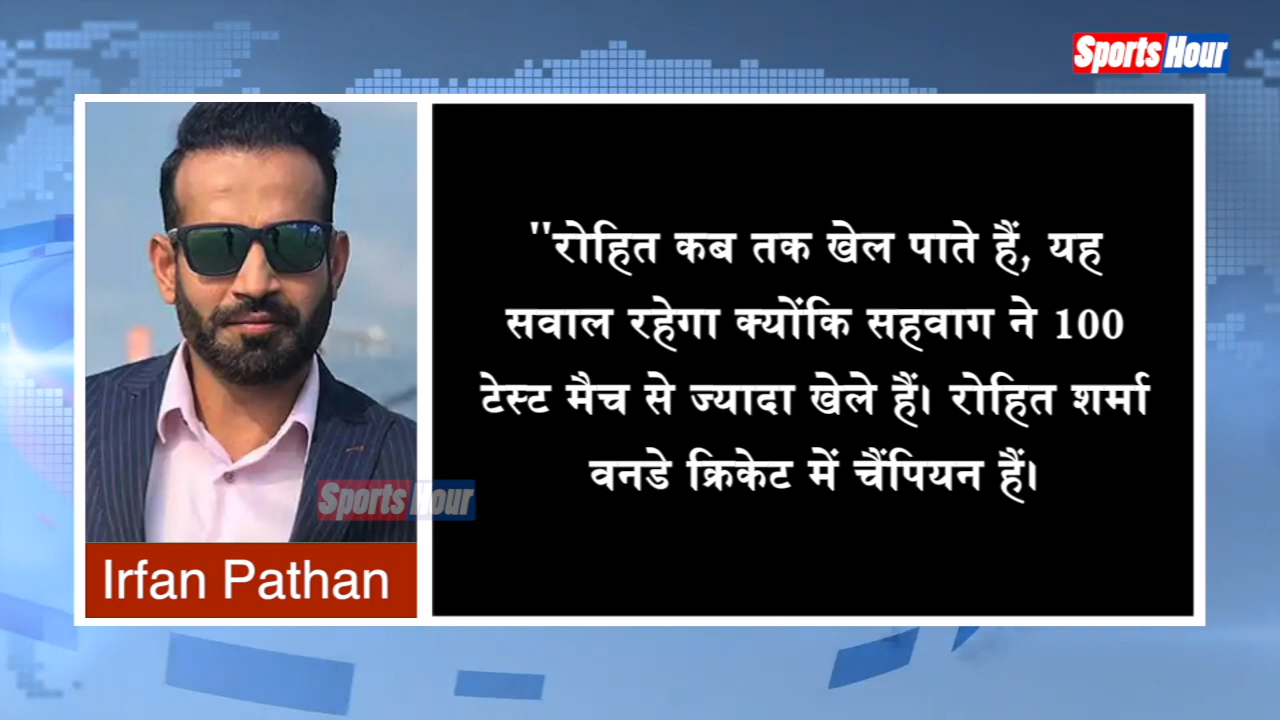 Sports Hour
"रोहित कब तक खेल पाते हैं, यह
सवाल रहेगा क्योंकि सहवाग ने 100
टेस्ट मैच से ज्यादा खेले हैं। रोहित शर्मा
वनडे क्रिकेट में चैंपियन हैं।
Sports Hour
Irfan Pathan